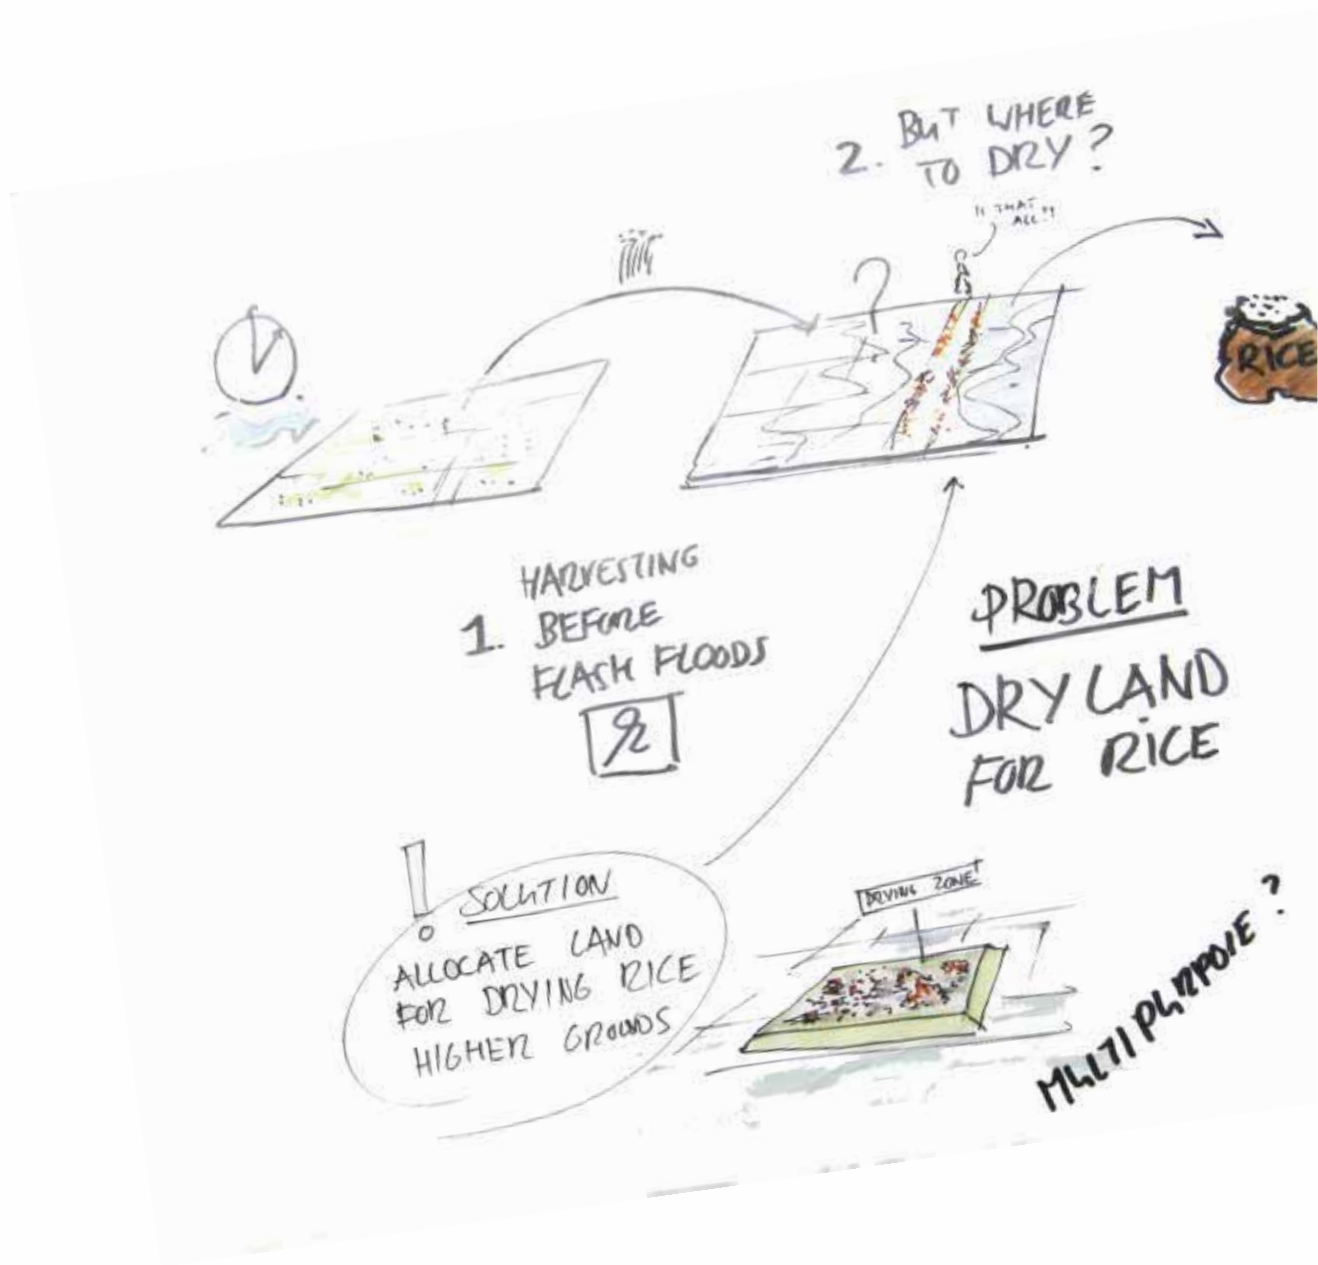 2. BUT WHERE
TO DRY?
"IS THAT
ALL?"
RICE
HARVESTING
1. BEFORE
FLASH FLOODS
PROBLEM
DRY LAND
FOR RICE
! SOLUTION
ALLOCATE LAND
FOR DRYING RICE
HIGHER GROUNDS
DRYING ZONE
MULTIPURPOSE?